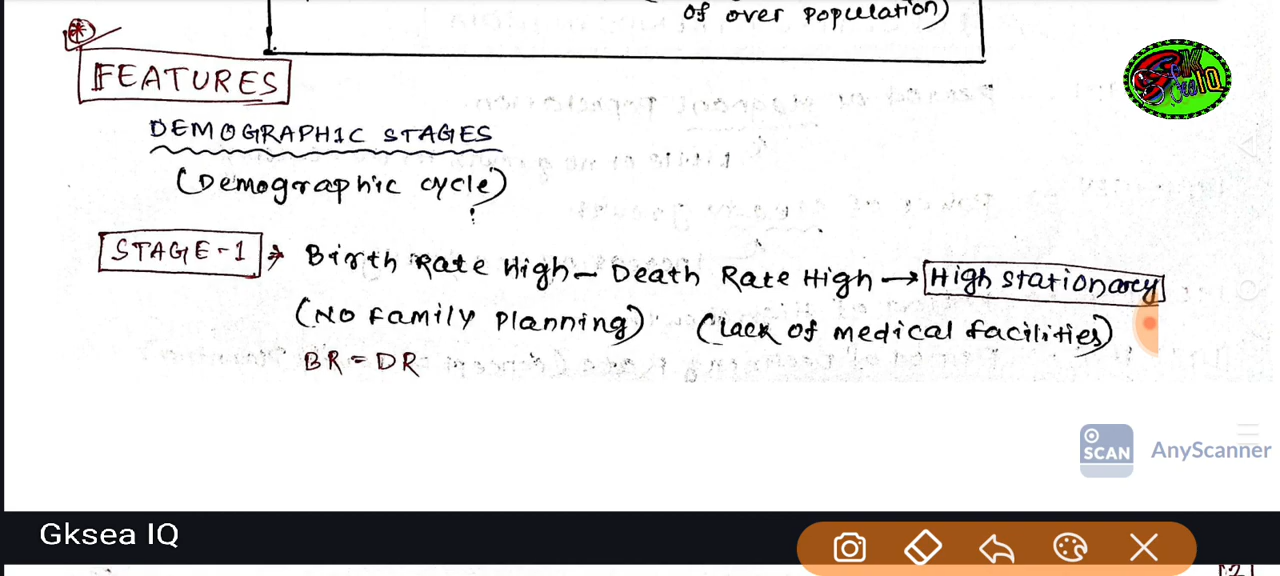 of over Population)
FEATURES
DEMOGRAPHIC STAGES
(Demographic cycle)
STAGE-1 ⇒ Birth Rate High - Death Rate High → High stationary
(No family Planning) (lack of medical facilities)
BR = DR
SCAN AnyScanner
Gksea IQ